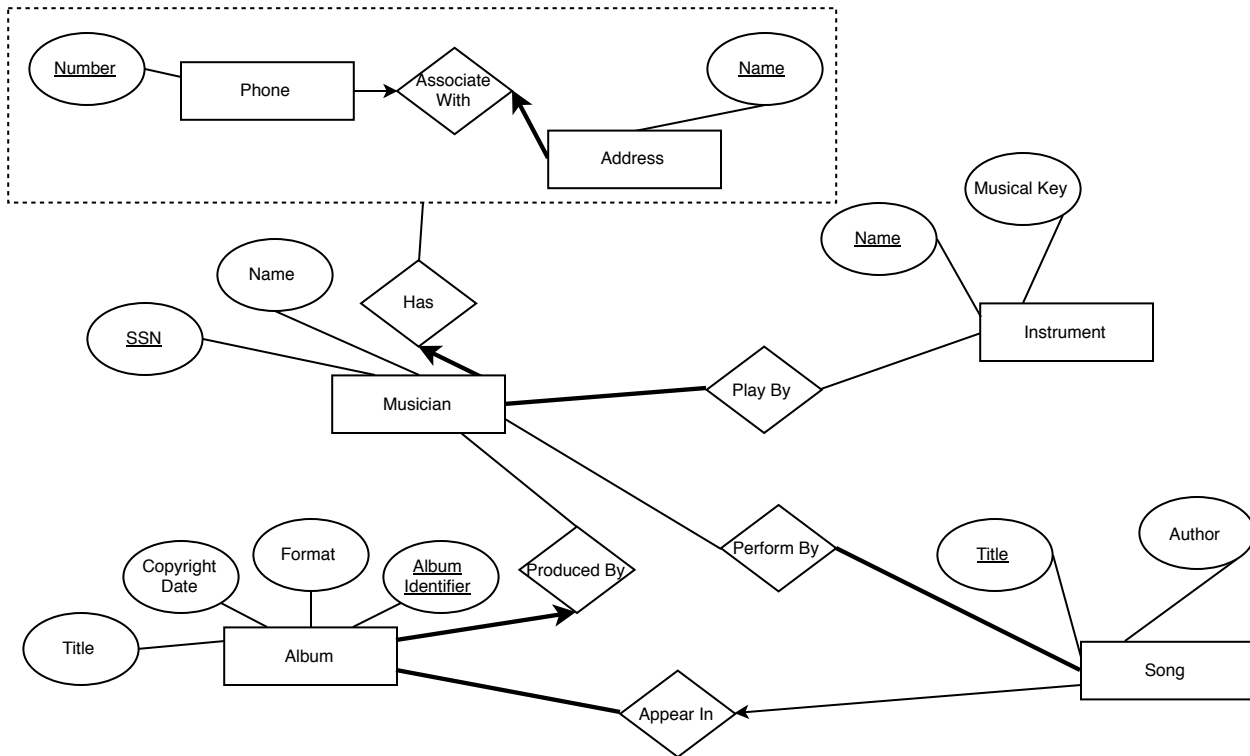 Number
Phone
Associate
With
Name
Address
Musical Key
Name
Instrument
Name
Has
SSN
Musician
Play By
Copyright
Date
Format
Album
Identifier
Produced By
Perform By
Title
Author
Title
Album
Appear In
Song